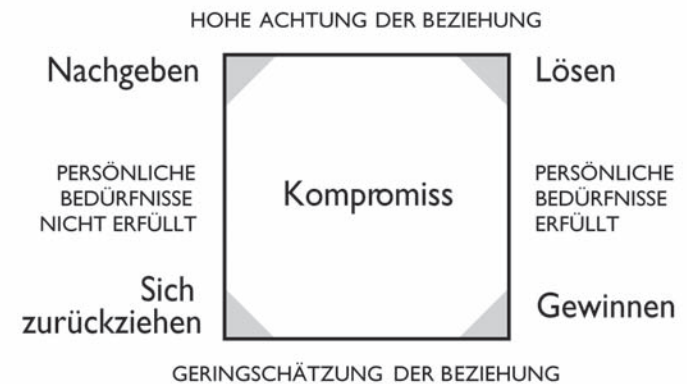 HOHE ACHTUNG DER BEZIEHUNG
Nachgeben
Lösen
PERSÖNLICHE
BEDÜRFNISSE
NICHT ERFÜLLT
Kompromiss
PERSÖNLICHE
BEDÜRFNISSE
ERFÜLLT
Sich
zurückziehen
Gewinnen
GERINGSCHÄTZUNG DER BEZIEHUNG